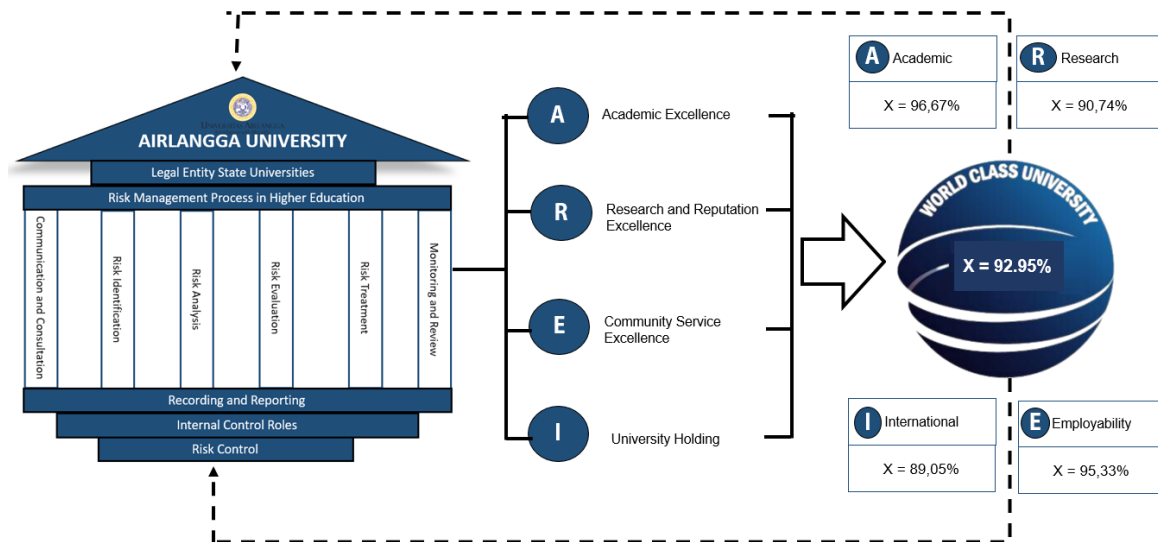 UNIVERSITAS AIRLANGGA
AIRLANGGA UNIVERSITY
Legal Entity State Universities
Risk Management Process in Higher Education
Communication and Consultation
Risk Identification
Risk Analysis
Risk Evaluation
Risk Treatment
Monitoring and Review
Recording and Reporting
Internal Control Roles
Risk Control
A
Academic Excellence
R
Research and Reputation
Excellence
E
Community Service
Excellence
I
University Holding
A Academic
X = 96,67%
R Research
X = 90,74%
WORLD CLASS UNIVERSITY
X = 92.95%
I International
X = 89,05%
E Employability
X = 95,33%